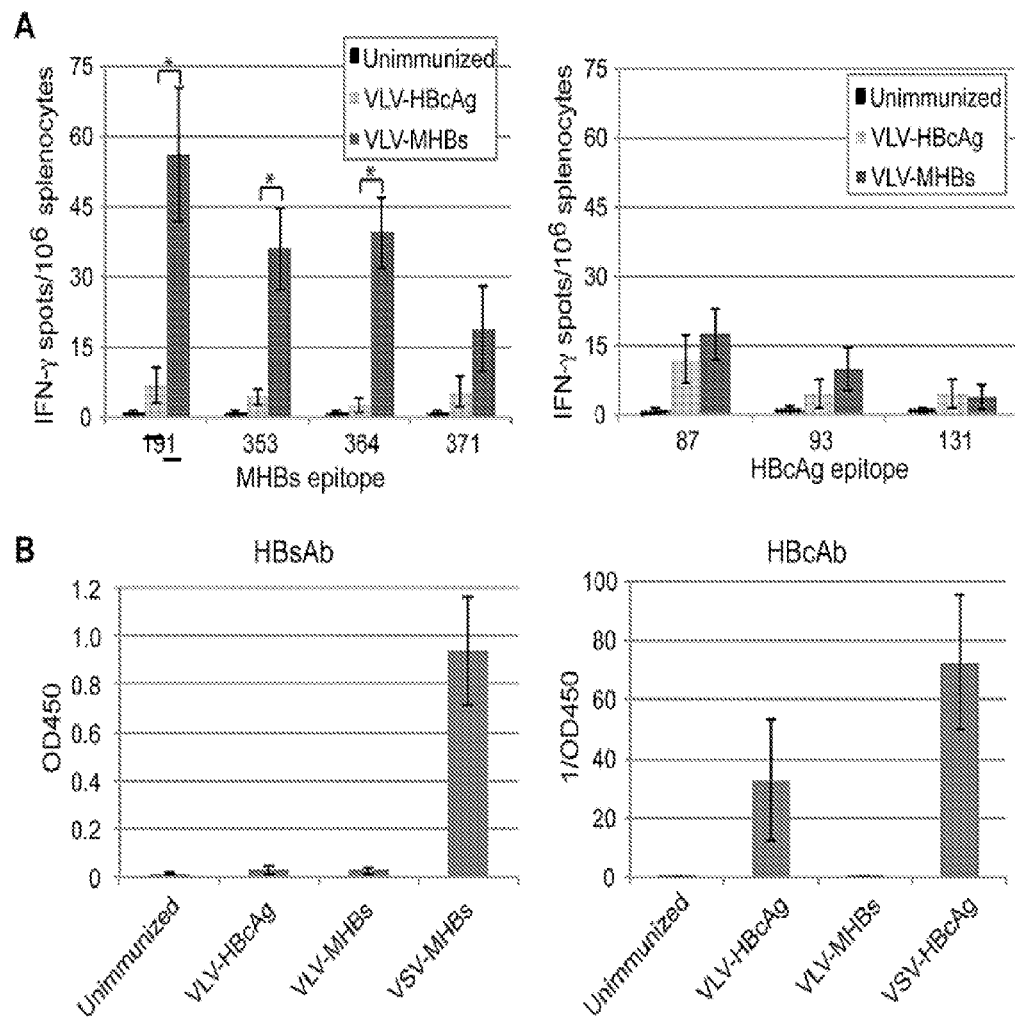 A
IFN-γ spots/10⁶ splenocytes
75
60
45
30
15
0
*
*
*
Unimmunized
VLV-HBcAg
VLV-MHBs
191
353
364
371
MHBs epitope
IFN-γ spots/10⁶ splenocytes
75
60
45
30
15
0
Unimmunized
VLV-HBcAg
VLV-MHBs
87
93
131
HBcAg epitope
B
HBsAb
OD450
1.2
1.0
0.8
0.6
0.4
0.2
0
Unimmunized
VLV-HBcAg
VLV-MHBs
VSV-MHBs
HBcAb
1/OD450
100
80
60
40
20
0
Unimmunized
VLV-HBcAg
VLV-MHBs
VSV-HBcAg